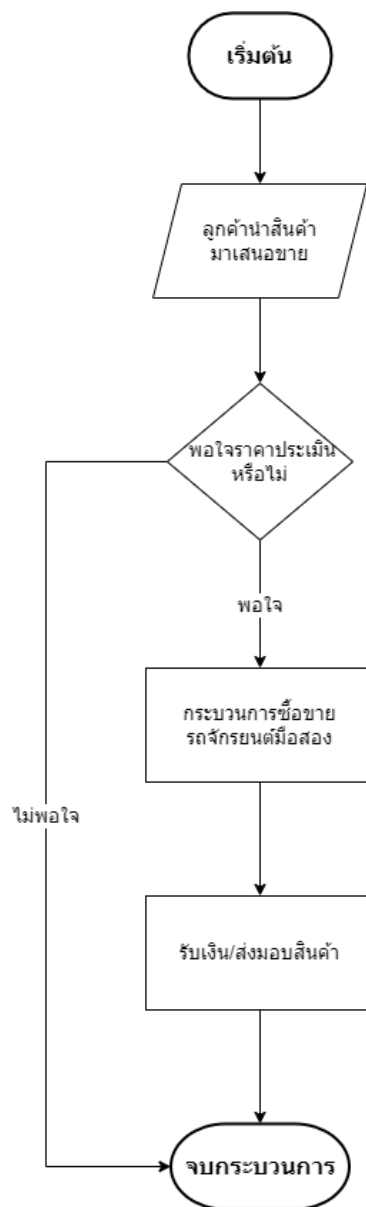 เริ่มต้น
ลูกค้านำสินค้า
มาเสนอขาย
พอใจราคาประเมิน
หรือไม่
พอใจ
กระบวนการซื้อขาย
รถจักรยนต์มือสอง
ไม่พอใจ
รับเงิน/ส่งมอบสินค้า
จบกระบวนการ